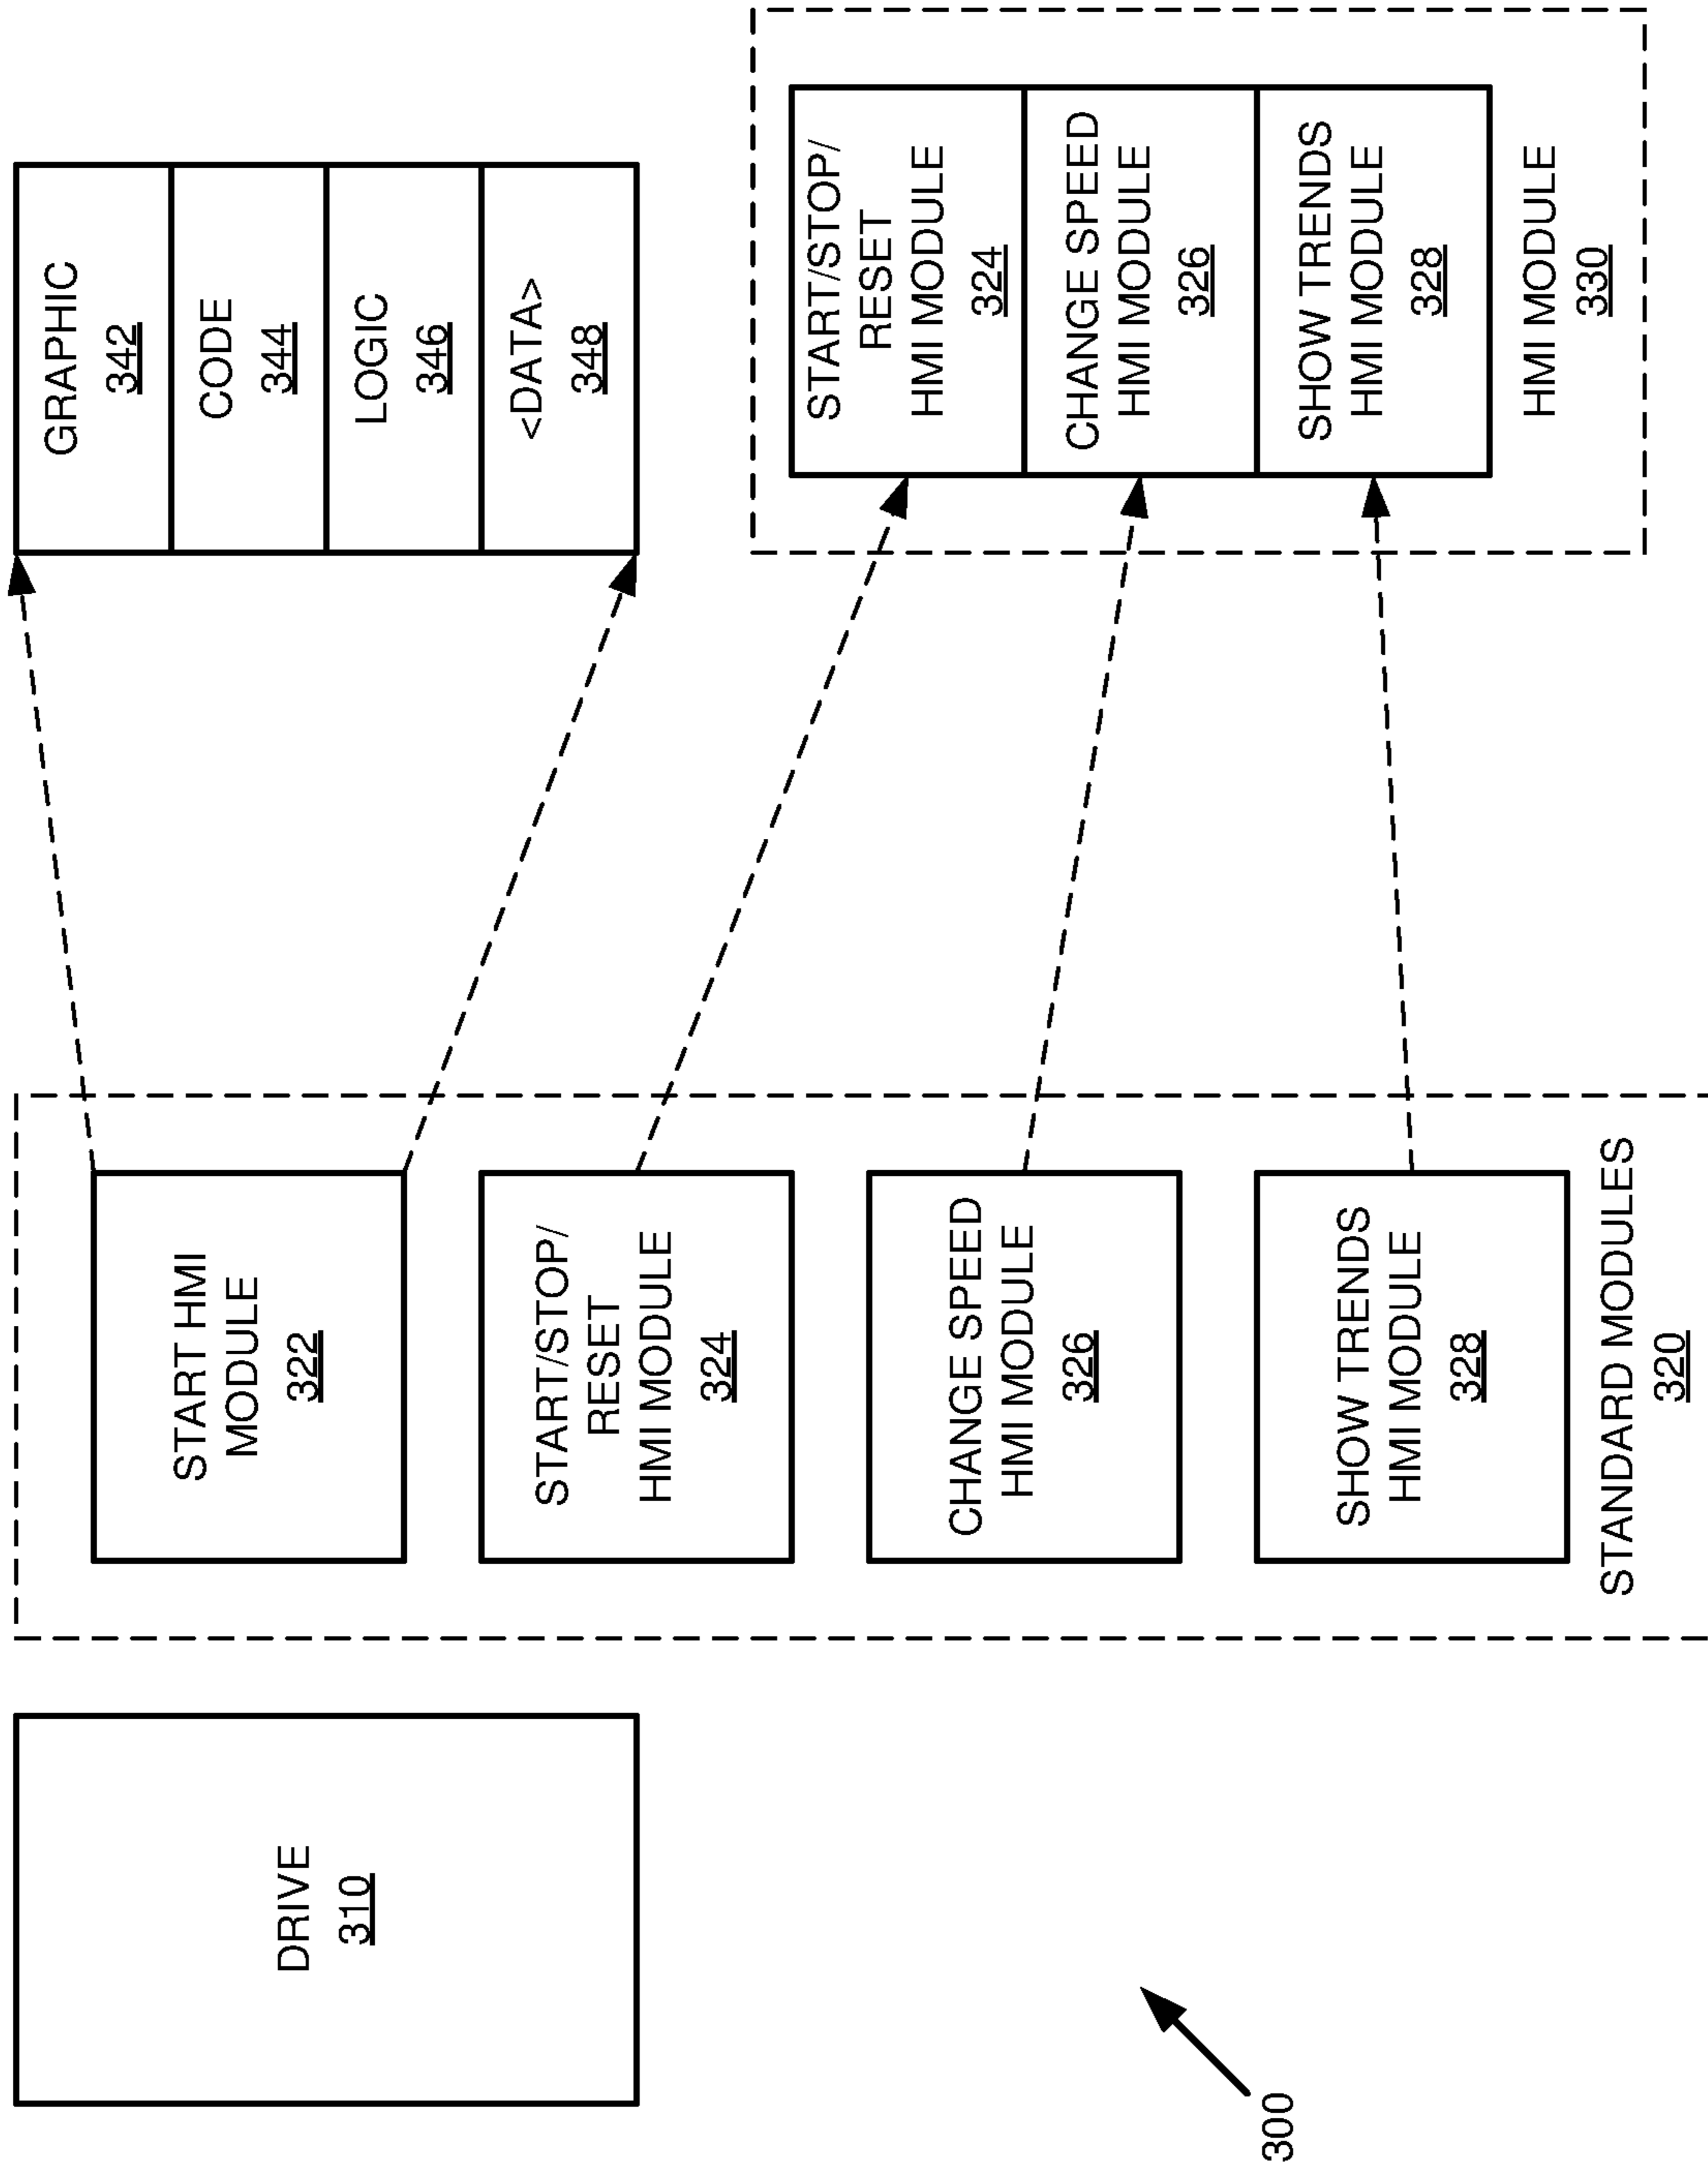 DRIVE
310
START HMI
MODULE
322
START/STOP/
RESET
HMI MODULE
324
CHANGE SPEED
HMI MODULE
326
SHOW TRENDS
HMI MODULE
328
STANDARD MODULES
320
GRAPHIC
342
CODE
344
LOGIC
346
<DATA>
348
START/STOP/
RESET
HMI MODULE
324
CHANGE SPEED
HMI MODULE
326
SHOW TRENDS
HMI MODULE
328
HMI MODULE
330
300